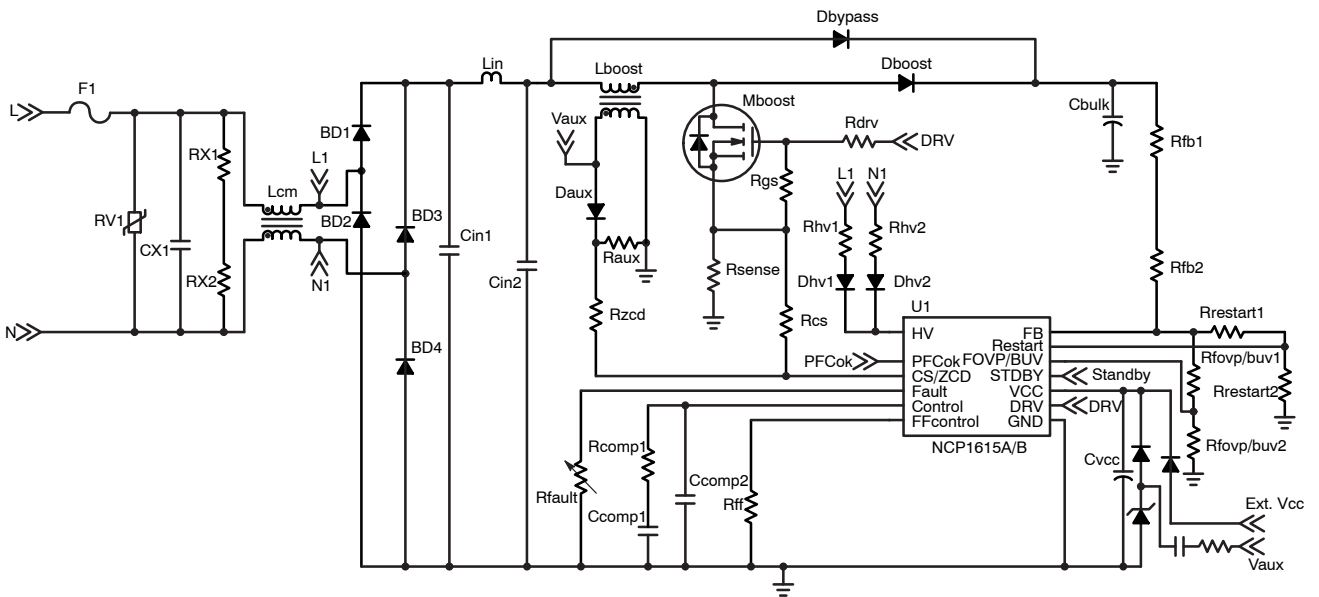 Dbypass
Lin
Lboost
Dboost
F1
L
Mboost
Cbulk
Vaux
BD1
Rdrv
DRV
Rfb1
RX1
L1
Rgs
L1
N1
Lcm
Daux
RV1
BD2
BD3
Cin1
Rhv1
Rhv2
CX1
Raux
Rsense
Rfb2
RX2
N1
Cin2
Dhv1
Dhv2
Rzcd
U1
Rcs
Rrestart1
N
HV
FB
Restart
BD4
PFCok
PFCok
FOVP/BUV
Rfovp/buv1
CS/ZCD
STDBY
Standby
Fault
VCC
Rrestart2
Control
DRV
DRV
FFcontrol
GND
Rcomp1
NCP1615A/B
Rfovp/buv2
Cvcc
Ccomp2
Rfault
Rff
Ext. Vcc
Ccomp1
Vaux